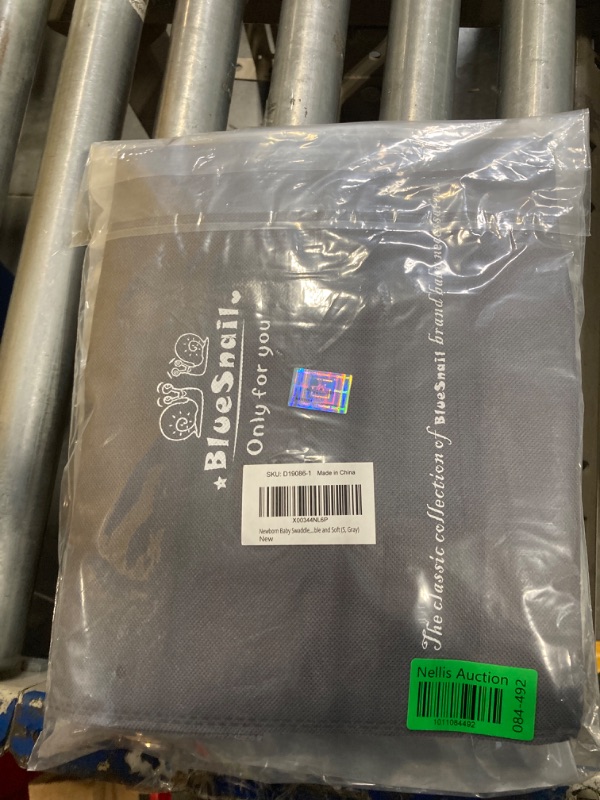 ★BlueSnail♥
Only for you
The classic collection of BlueSnail brand
SKU: D19086-1 Made in China
X00344NL6P
Newborn Baby Swaddle,...ble and Soft (S, Gray)
New
Nellis Auction
1011084492
084-492